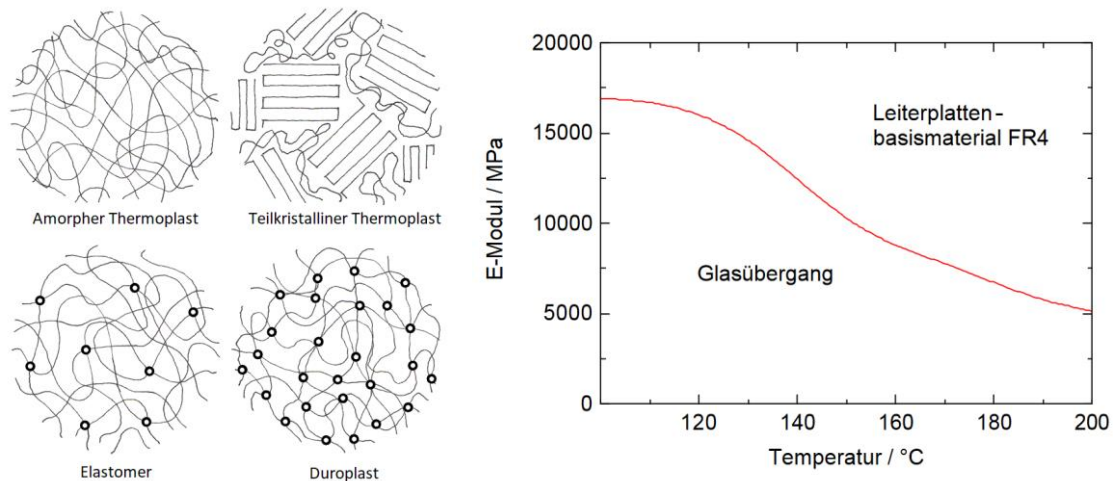 Amorpher Thermoplast
Teilkristalliner Thermoplast
Elastomer
Duroplast
20000
15000
10000
5000
0
E-Modul / MPa
Leiterplatten-
basismaterial FR4
Glasübergang
120
140
160
180
200
Temperatur / °C